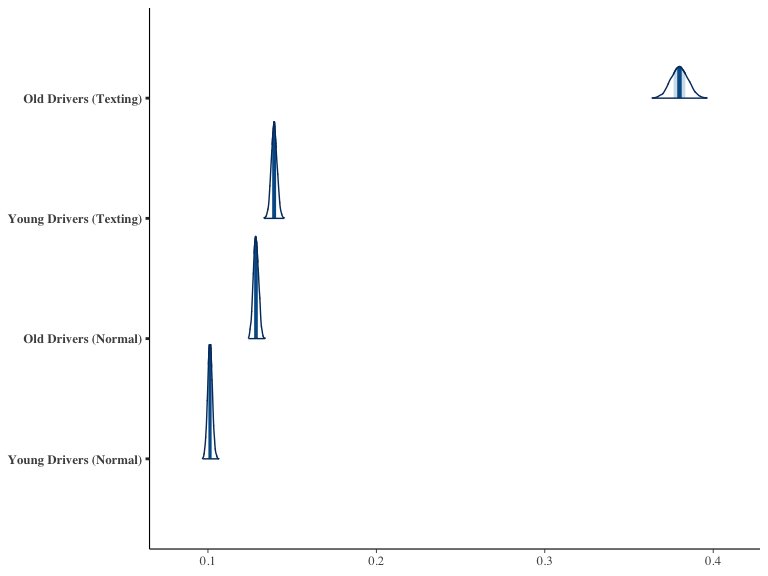 Old Drivers (Texting)
Young Drivers (Texting)
Old Drivers (Normal)
Young Drivers (Normal)
0.1 0.2 0.3 0.4